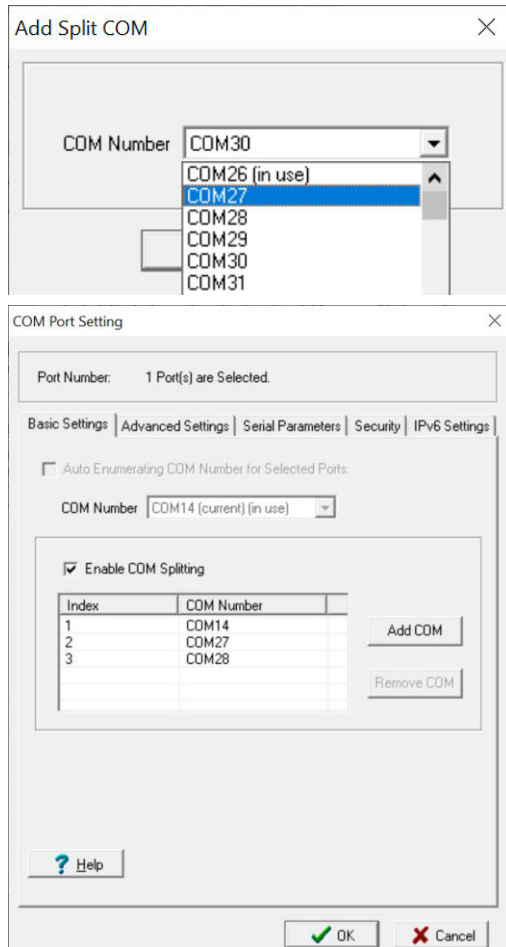 Add Split COM
COM Number COM30
COM26 (in use)
COM27
COM28
COM29
COM30
COM31
COM Port Setting
Port Number: 1 Port(s) are Selected.
Basic Settings Advanced Settings Serial Parameters Security IPv6 Settings
Auto Enumerating COM Number for Selected Ports.
COM Number COM14 (current) (in use)
Enable COM Splitting
Index COM Number
1 COM14
2 COM27
3 COM28
Add COM
Remove COM
? Help
OK Cancel